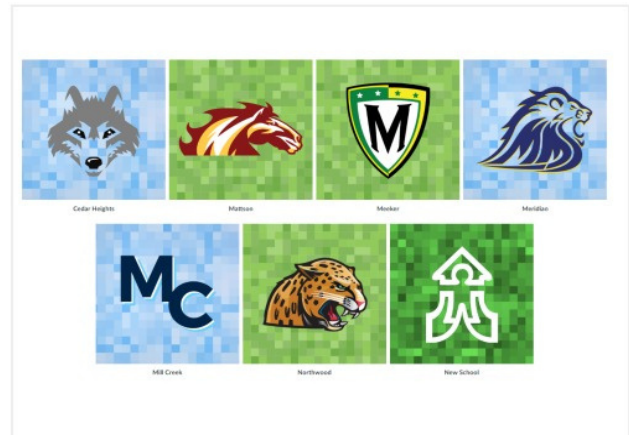 Cedar Heights
Mattson
M
Meeker
Meridian
MC
Mill Creek
Northwood
New School